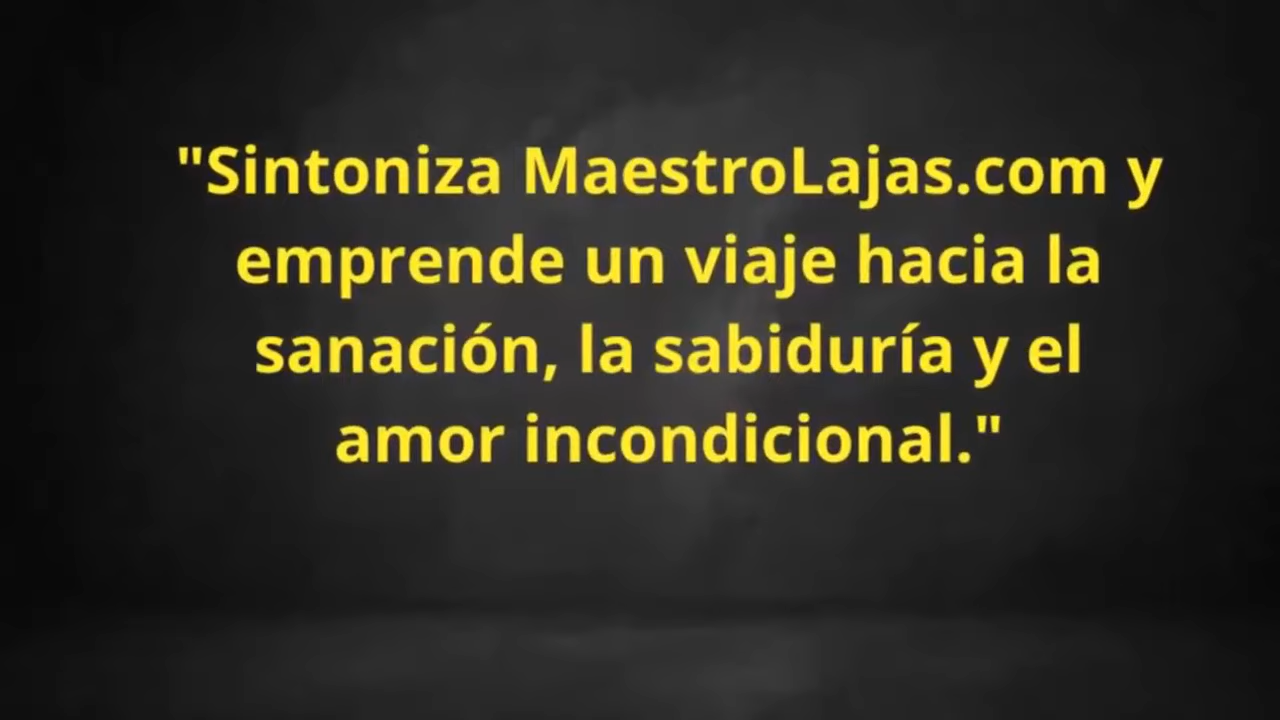 "Sintoniza MaestroLajas.com y
emprende un viaje hacia la
sanación, la sabiduría y el
amor incondicional."